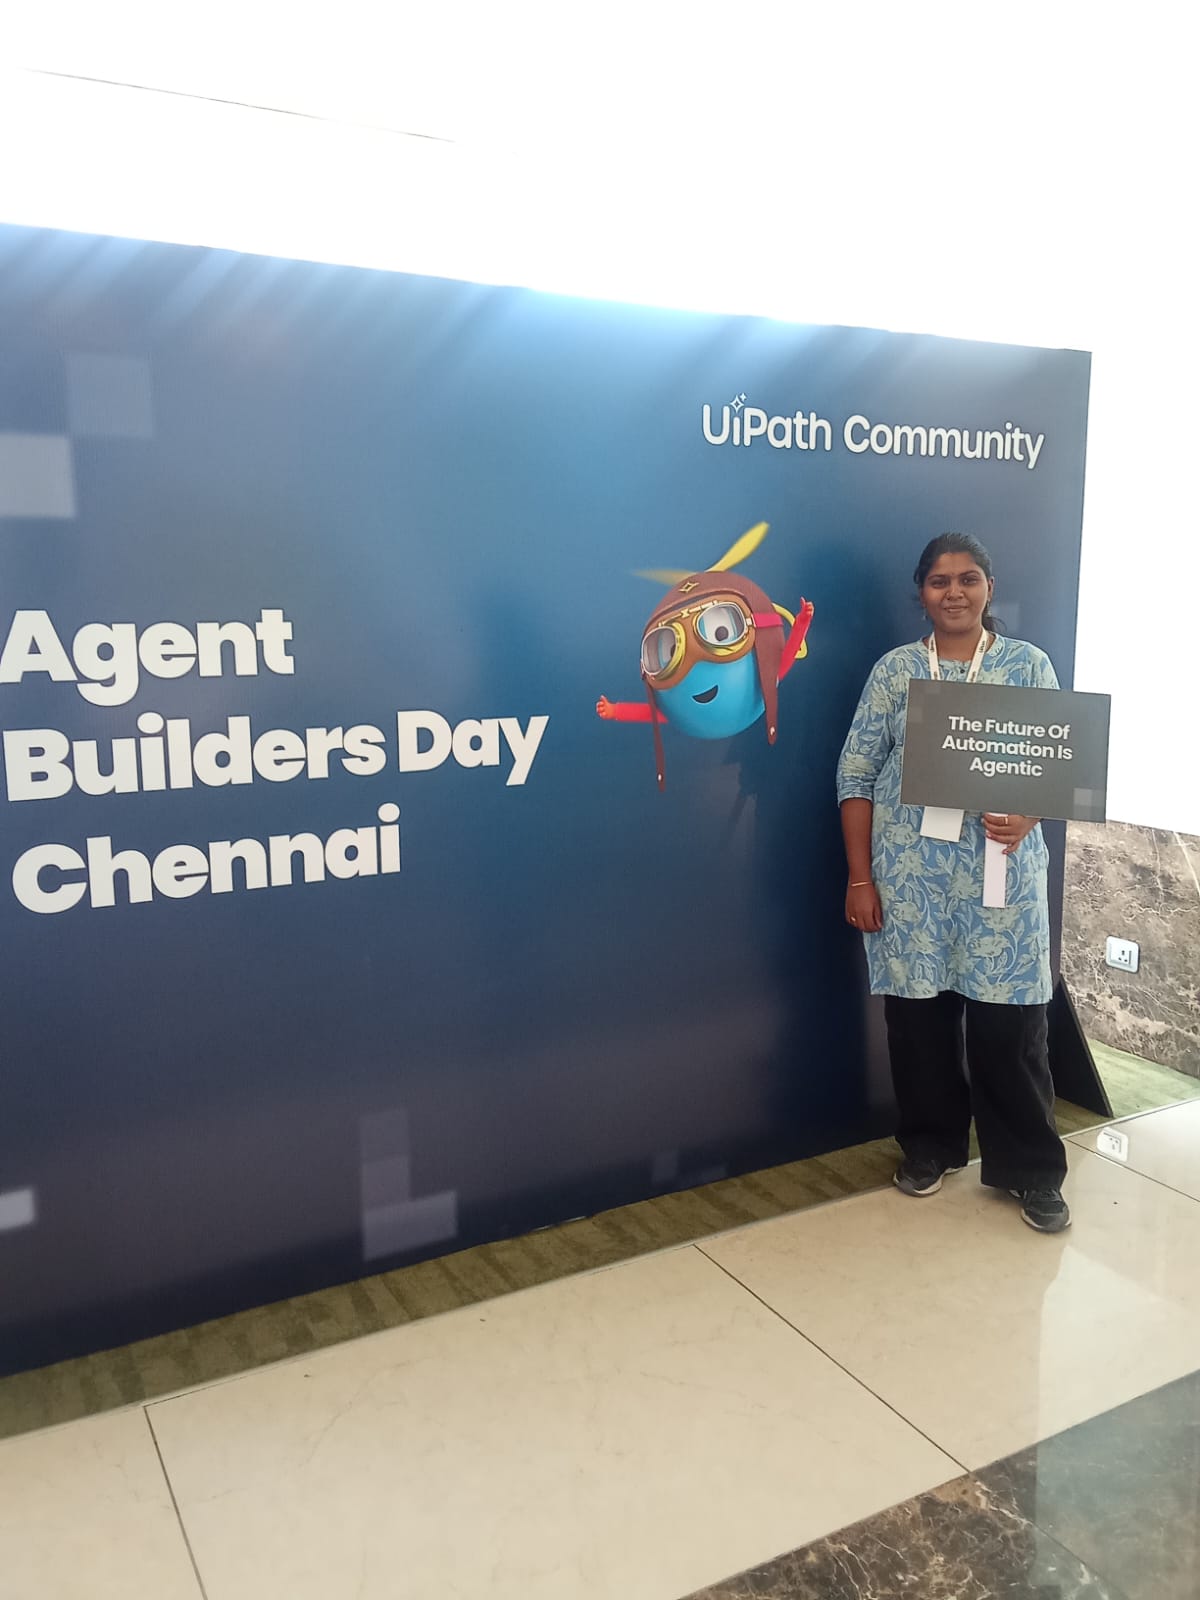 UiPath Community
Agent
Builders Day
Chennai
The Future Of
Automation Is
Agentic